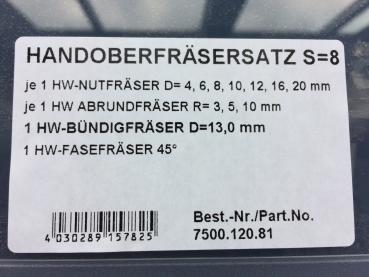 HANDOBERFRÄSERSATZ S=8
je 1 HW-NUTFRÄSER D= 4, 6, 8, 10, 12, 16, 20 mm
je 1 HW ABRUNDFRÄSER R= 3, 5, 10 mm
1 HW-BÜNDIGFRÄSER D=13,0 mm
1 HW-FASEFRÄSER 45°
4 030289 157825
Best.-Nr./Part.No.
7500.120.81